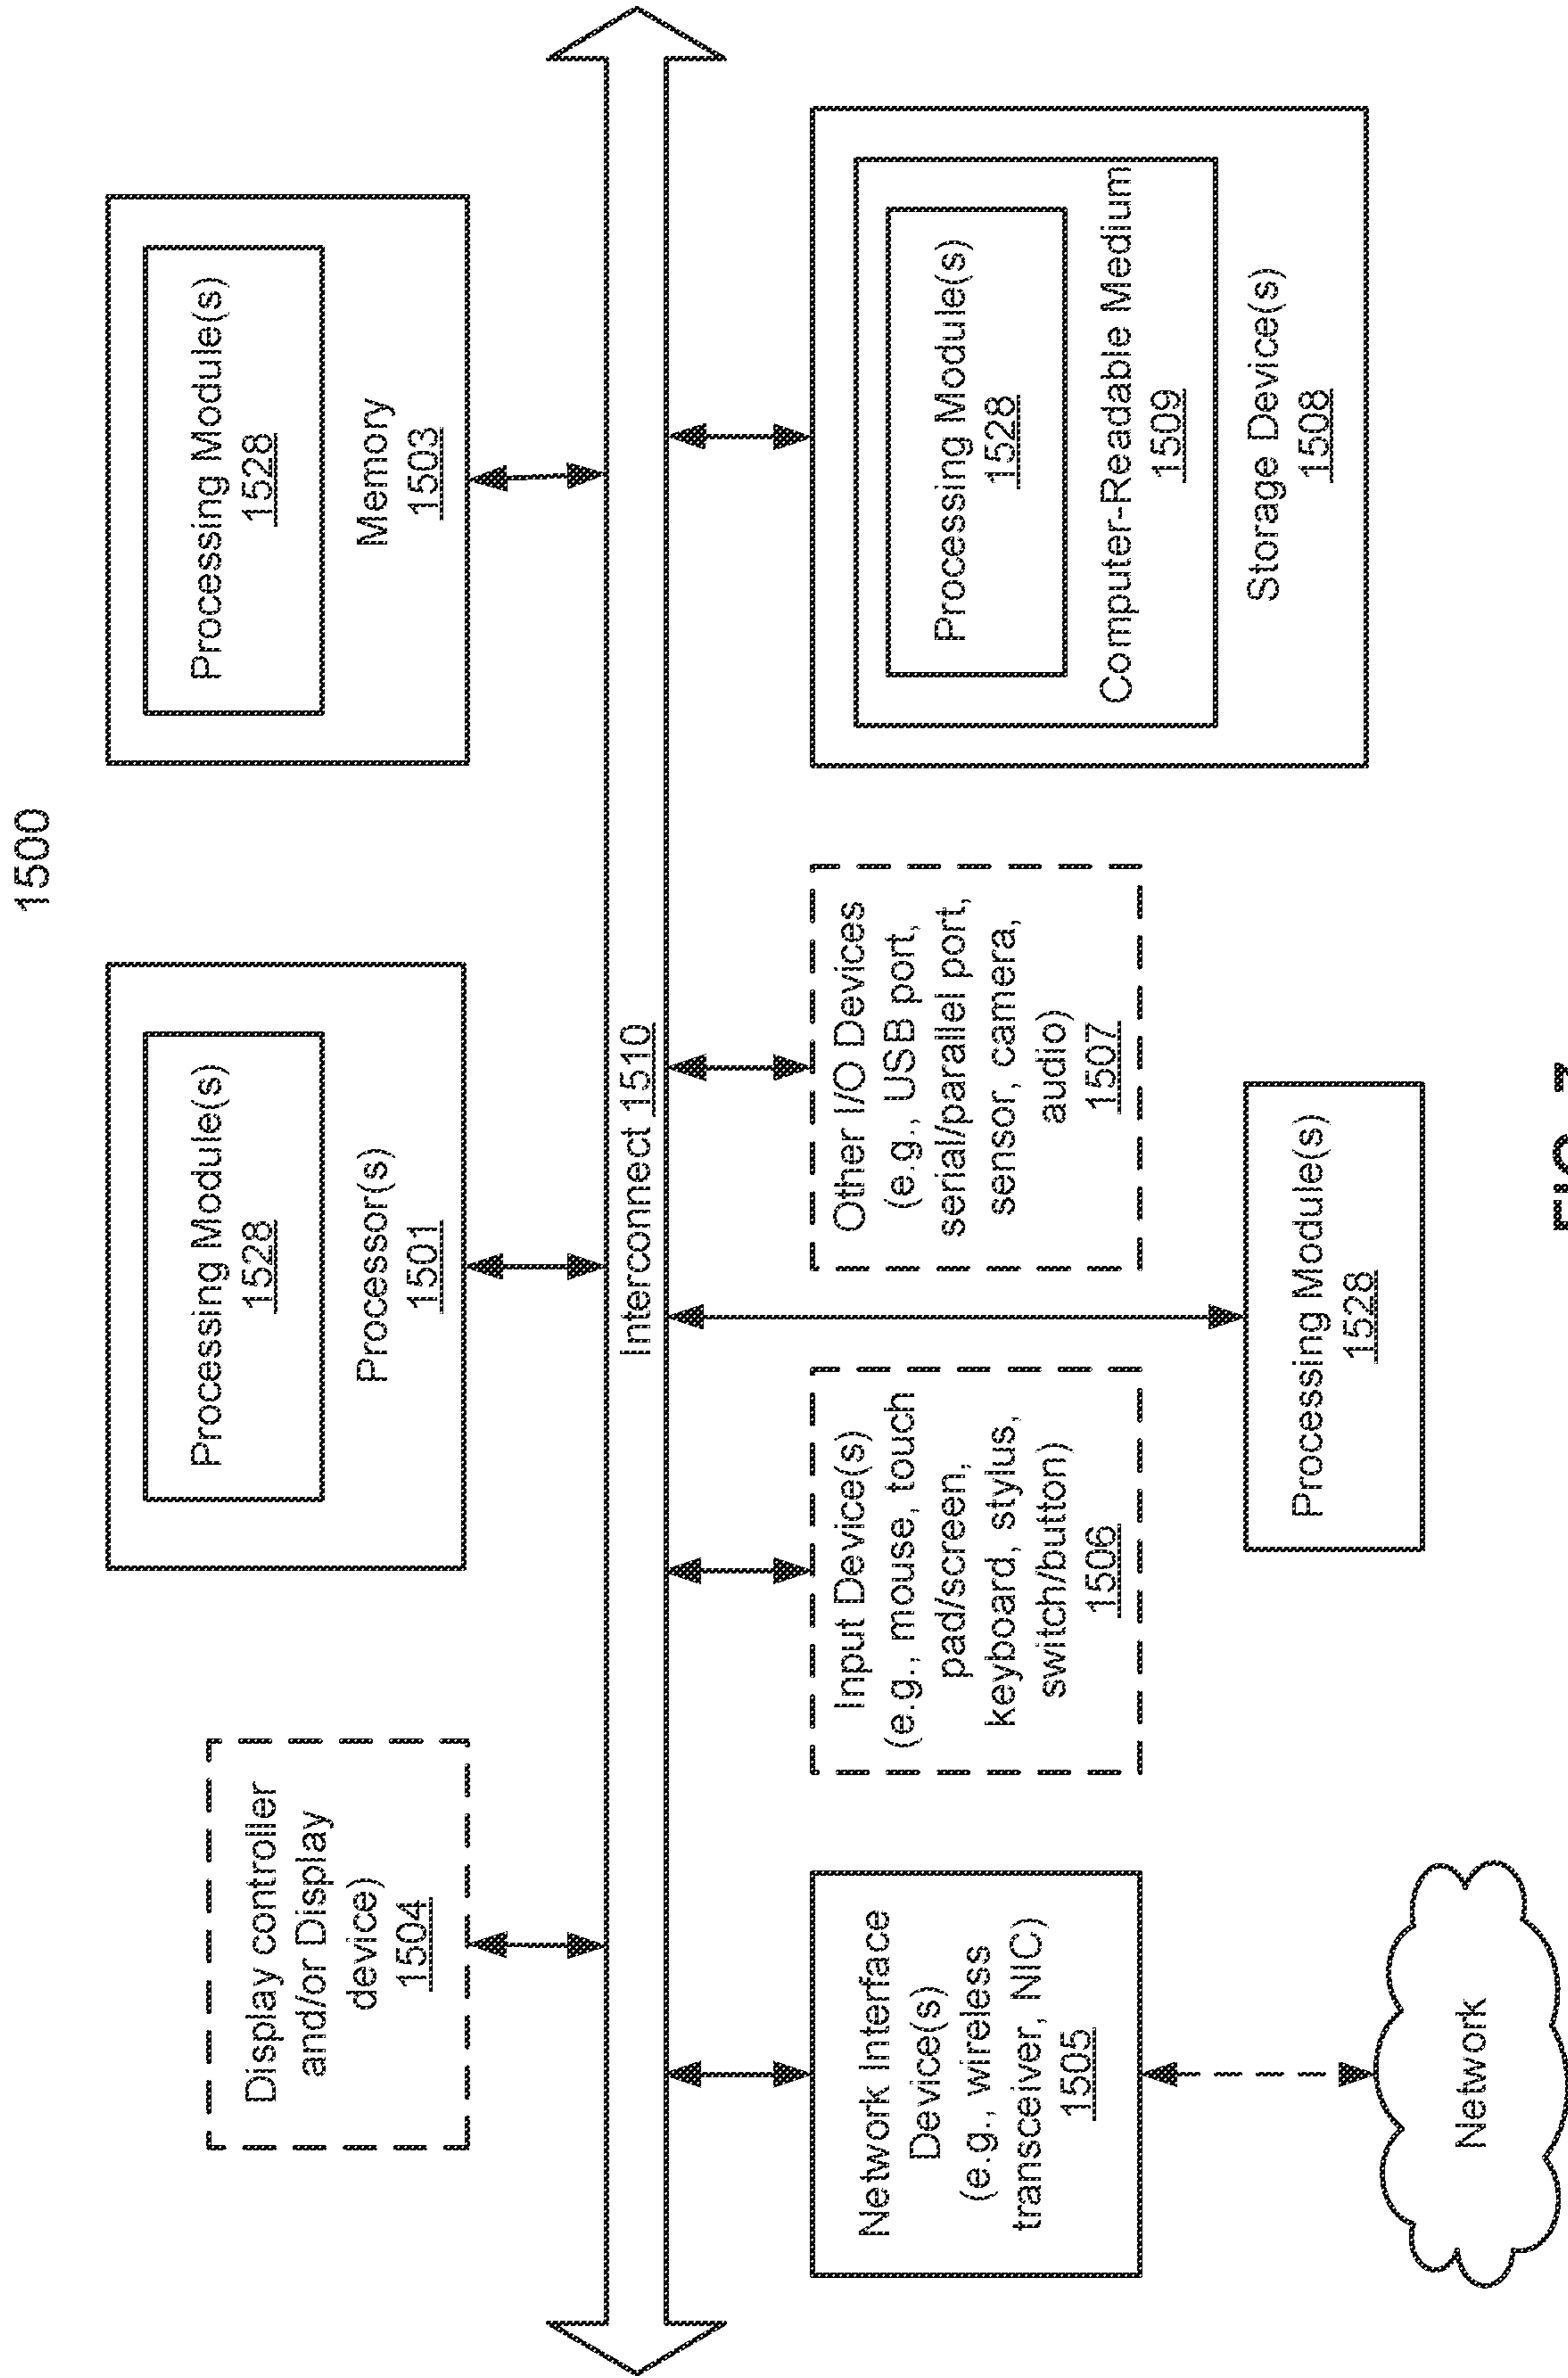 1500
Processing Module(s)
1528
Processor(s)
1501
Processing Module(s)
1528
Memory
1503
Display controller
and/or Display
device)
1504
Interconnect 1510
Network Interface
Device(s)
(e.g., wireless
transceiver, NIC)
1505
Input Device(s)
(e.g., mouse, touch
pad/screen,
keyboard, stylus,
switch/button)
1506
Other I/O Devices
(e.g., USB port,
serial/parallel port,
sensor, camera,
audio)
1507
Processing Module(s)
1528
Computer-Readable Medium
1509
Storage Device(s)
1508
Processing Module(s)
1528
Network